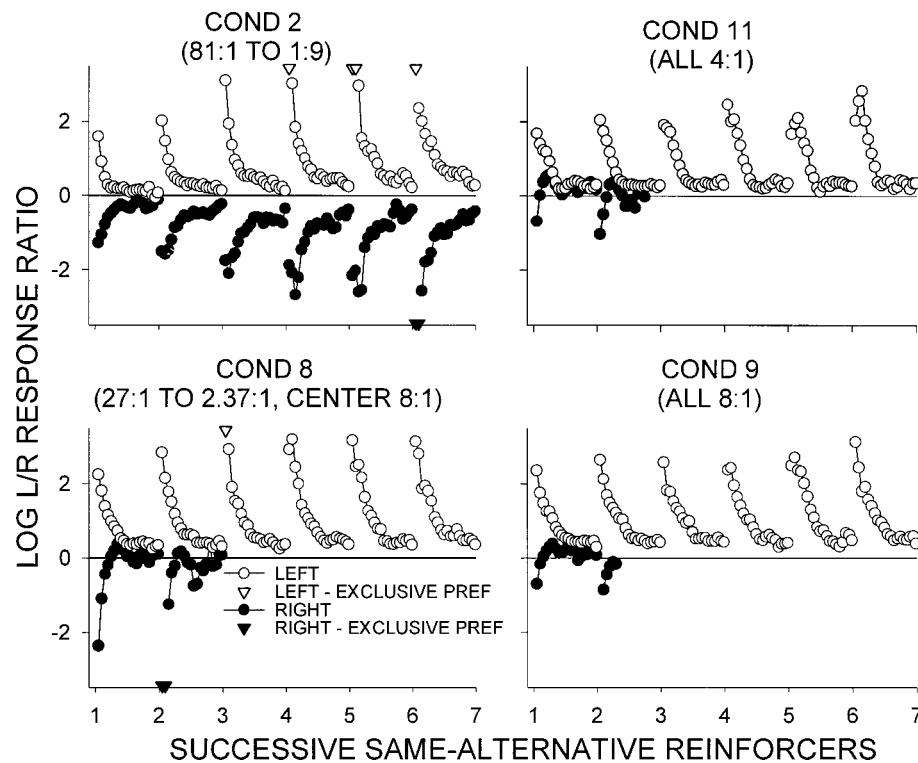 COND 2
(81:1 TO 1:9)
COND 11
(ALL 4:1)
2
0
-2
COND 8
(27:1 TO 2.37:1, CENTER 8:1)
COND 9
(ALL 8:1)
2
0
-2
LEFT
LEFT - EXCLUSIVE PREF
RIGHT
RIGHT - EXCLUSIVE PREF
1 2 3 4 5 6 7
1 2 3 4 5 6 7
LOG L/R RESPONSE RATIO
SUCCESSIVE SAME-ALTERNATIVE REINFORCERS